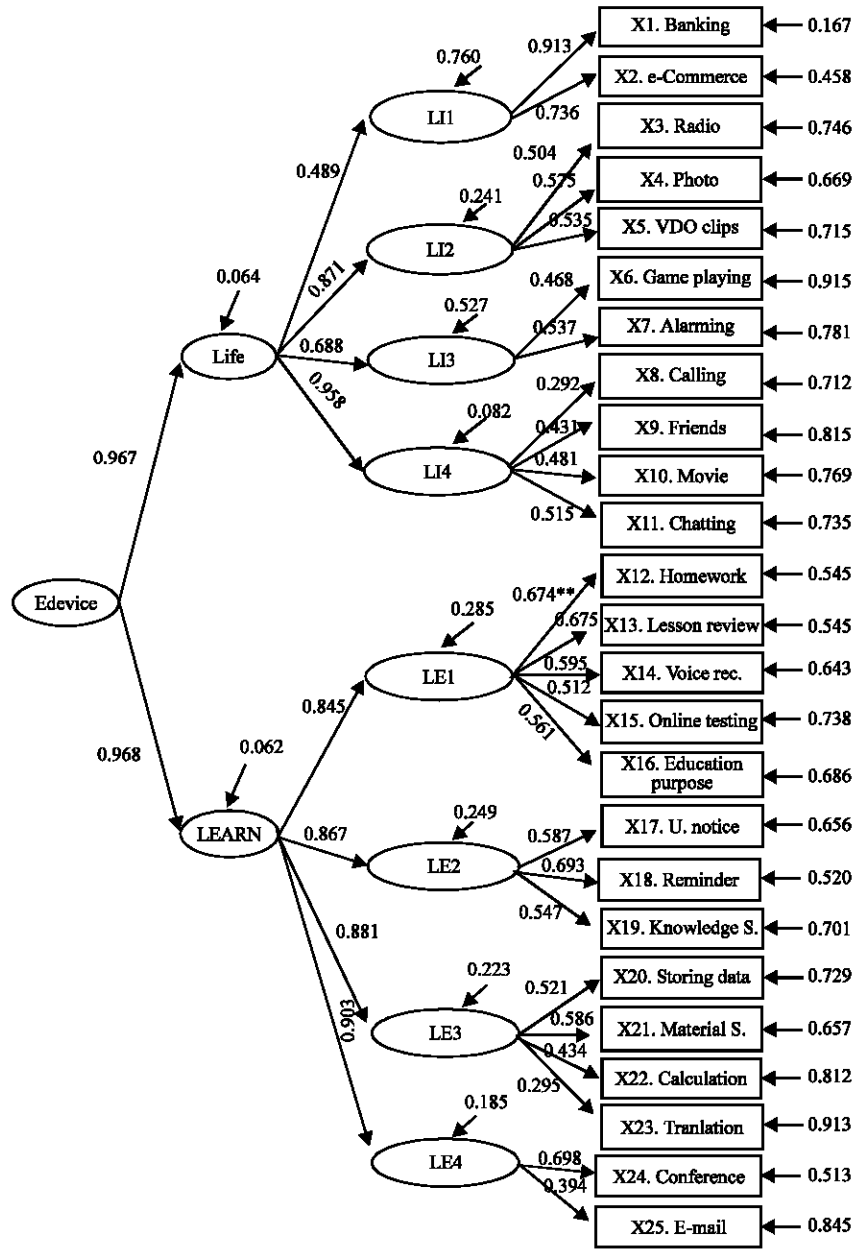 X1. Banking
0.167
0.760
0.913
LI1
X2. e-Commerce
0.458
0.736
X3. Radio
0.746
0.504
0.489
0.575
X4. Photo
0.669
0.241
0.535
X5. VDO clips
0.715
LI2
0.871
0.468
X6. Game playing
0.915
0.064
0.527
0.537
X7. Alarming
0.781
Life
0.688
LI3
0.292
X8. Calling
0.712
0.958
0.082
0.431
X9. Friends
0.815
0.967
LI4
0.481
X10. Movie
0.769
0.515
X11. Chatting
0.735
X12. Homework
0.545
0.674**
Edevice
0.285
0.675
X13. Lesson review
0.545
LE1
0.595
X14. Voice rec.
0.643
0.845
0.512
X15. Online testing
0.738
0.968
0.062
0.561
X16. Education
purpose
0.686
LEARN
0.249
0.587
X17. U. notice
0.656
0.867
LE2
0.693
X18. Reminder
0.520
0.547
X19. Knowledge S.
0.701
0.881
0.223
0.521
X20. Storing data
0.729
0.903
LE3
0.586
X21. Material S.
0.657
0.434
X22. Calculation
0.812
0.295
X23. Tranlation
0.913
0.185
LE4
0.698
X24. Conference
0.513
0.394
X25. E-mail
0.845